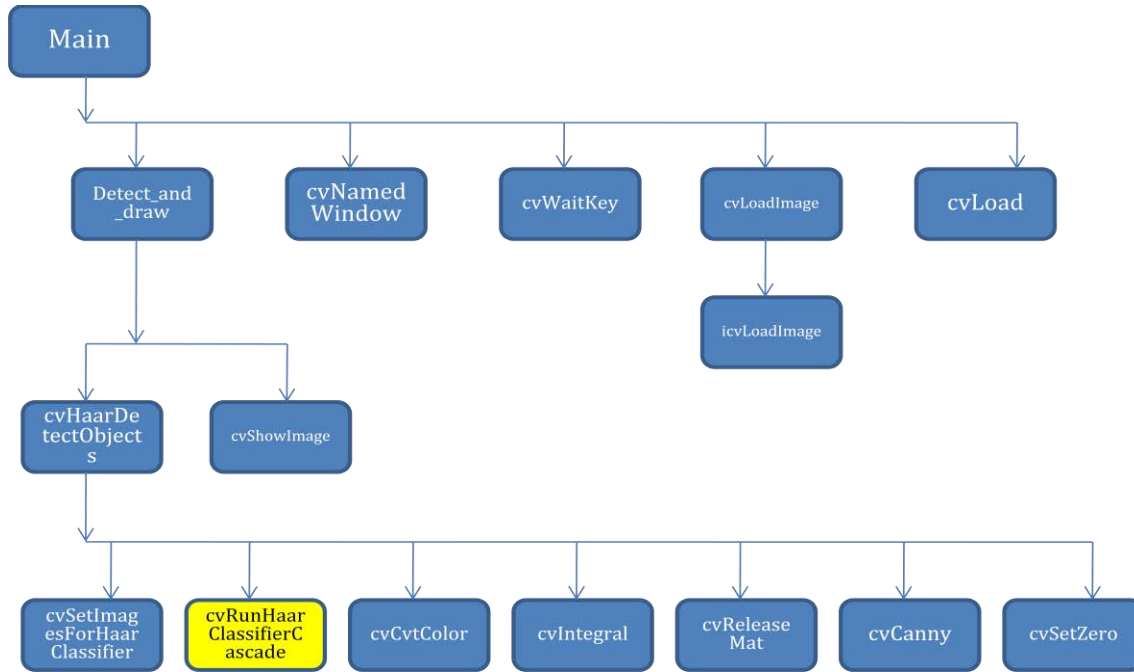 Main
Detect_and
_draw
cvNamed
Window
cvWaitKey
cvLoadImage
cvLoad
icvLoadImage
cvHaarDe
tectObject
s
cvShowImage
cvSetImag
esForHaar
Classifier
cvRunHaar
ClassifierC
ascade
cvCvtColor
cvIntegral
cvRelease
Mat
cvCanny
cvSetZero